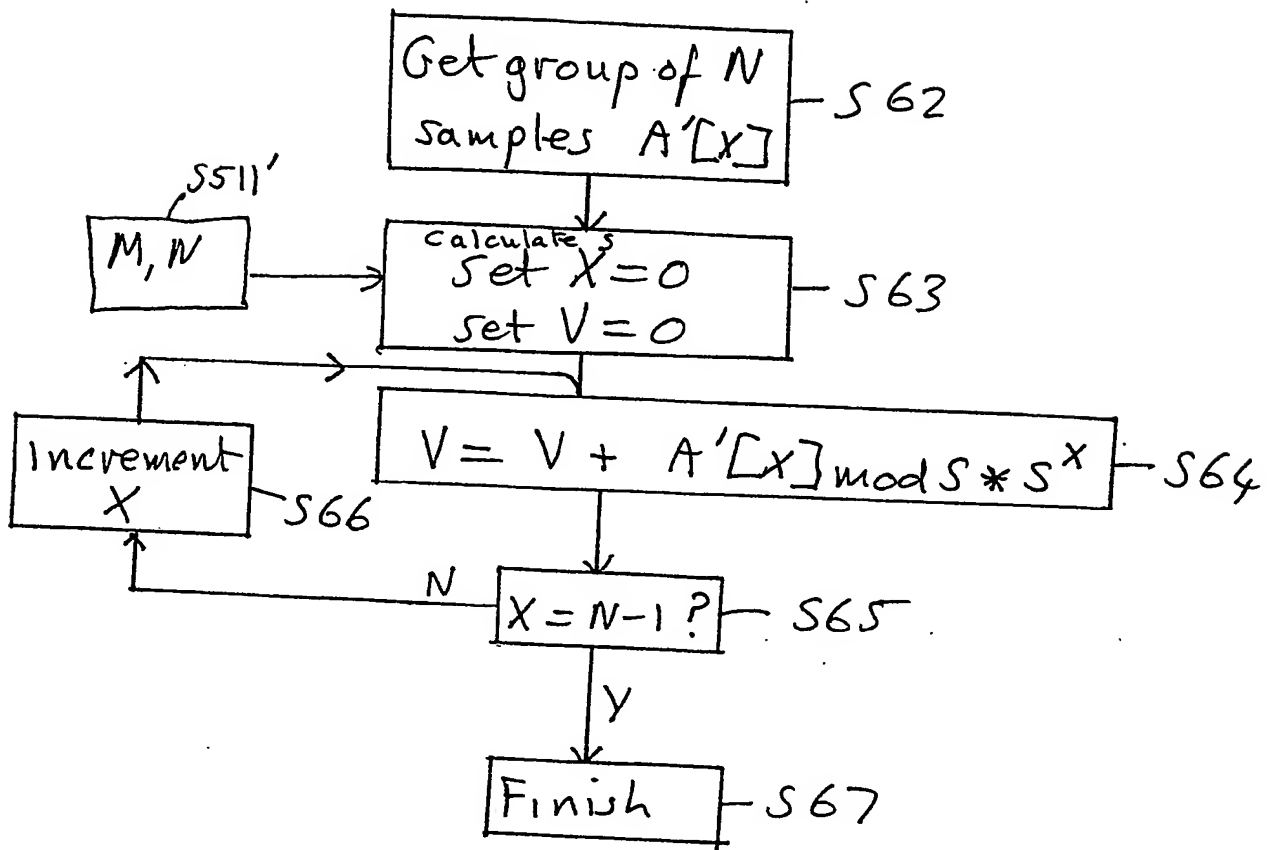 Get group of N
samples A'[X]
S62
S511'
M, N
Calculate s
set X = 0
set V = 0
S63
Increment
X
S66
V = V + A'[X] mod S * S^X
S64
N
X = N-1 ?
S65
Y
Finish
S67